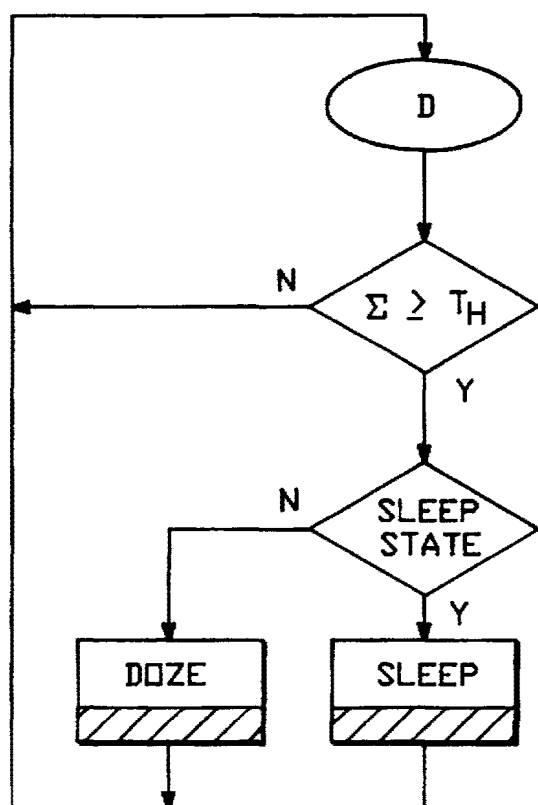 D
N
Σ ≥ T_H
Y
N
SLEEP
STATE
Y
DOZE
SLEEP